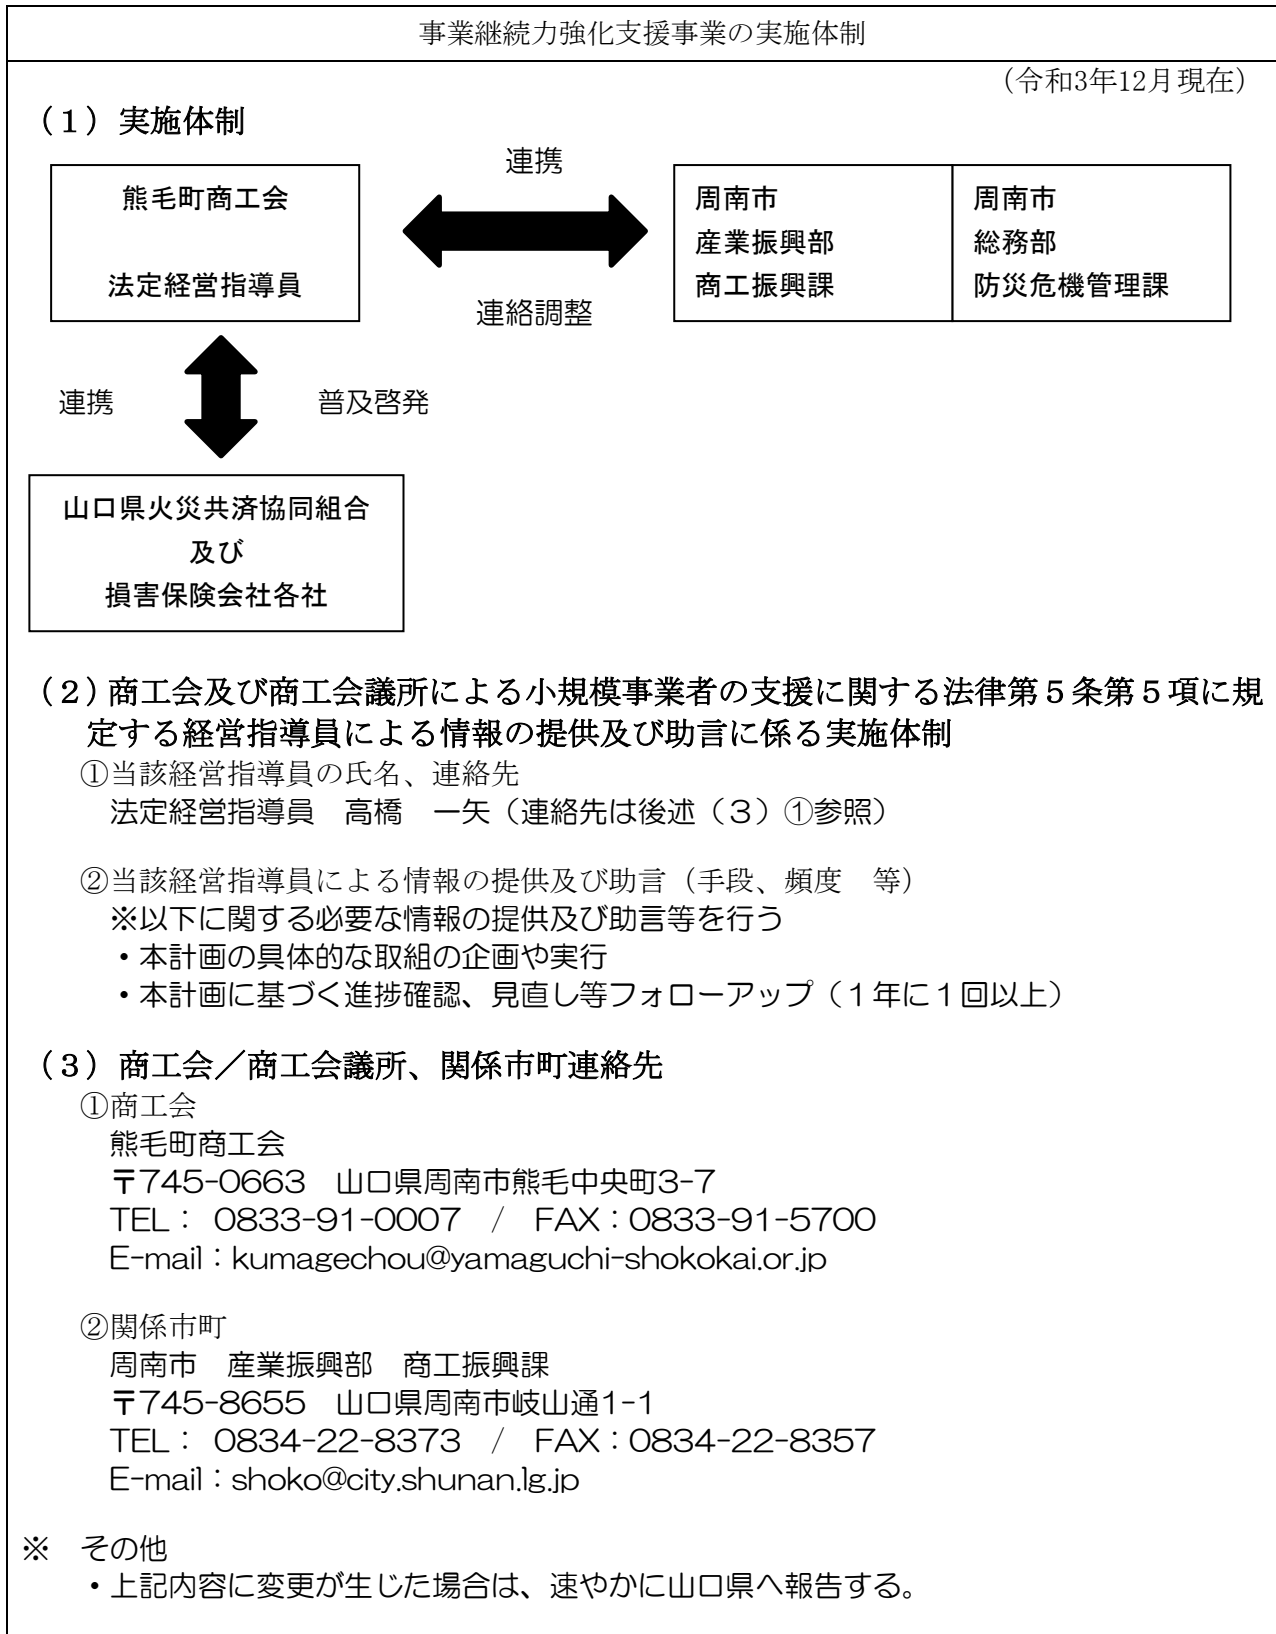 事業継続力強化支援事業の実施体制
(令和3年12月現在)
(1) 実施体制
連携
熊毛町商工会
法定経営指導員
周南市
産業振興部
商工振興課
周南市
総務部
防災危機管理課
連絡調整
連携
普及啓発
山口県火災共済協同組合
及び
損害保険会社各社
(2)商工会及び商工会議所による小規模事業者の支援に関する法律第5条第5項に規
定する経営指導員による情報の提供及び助言に係る実施体制
①当該経営指導員の氏名、連絡先
法定経営指導員 高橋 一矢(連絡先は後述(3)①参照)
②当該経営指導員による情報の提供及び助言(手段、頻度 等)
※以下に関する必要な情報の提供及び助言等を行う
・本計画の具体的な取組の企画や実行
・本計画に基づく進捗確認、見直し等フォローアップ(1年に1回以上)
(3) 商工会/商工会議所、関係市町連絡先
①商工会
熊毛町商工会
〒745-0663 山口県周南市熊毛中央町3-7
TEL: 0833-91-0007 / FAX:0833-91-5700
E-mail:kumagechou@yamaguchi-shokokai.or.jp
②関係市町
周南市 産業振興部 商工振興課
〒745-8655 山口県周南市岐山通1-1
TEL: 0834-22-8373 / FAX:0834-22-8357
E-mail:shoko@city.shunan.lg.jp
※ その他
・上記内容に変更が生じた場合は、速やかに山口県へ報告する。